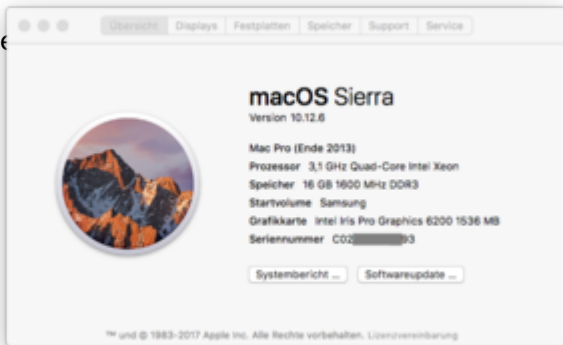 Übersicht Displays Festplatten Speicher Support Service
macOS Sierra
Version 10.12.6
Mac Pro (Ende 2013)
Prozessor 3,1 GHz Quad-Core Intel Xeon
Speicher 16 GB 1600 MHz DDR3
Startvolume Samsung
Grafikkarte Intel Iris Pro Graphics 6200 1536 MB
Seriennummer C02 93
Systembericht ... Softwareupdate ...
™ und © 1983-2017 Apple Inc. Alle Rechte vorbehalten. Lizenzvereinbarung